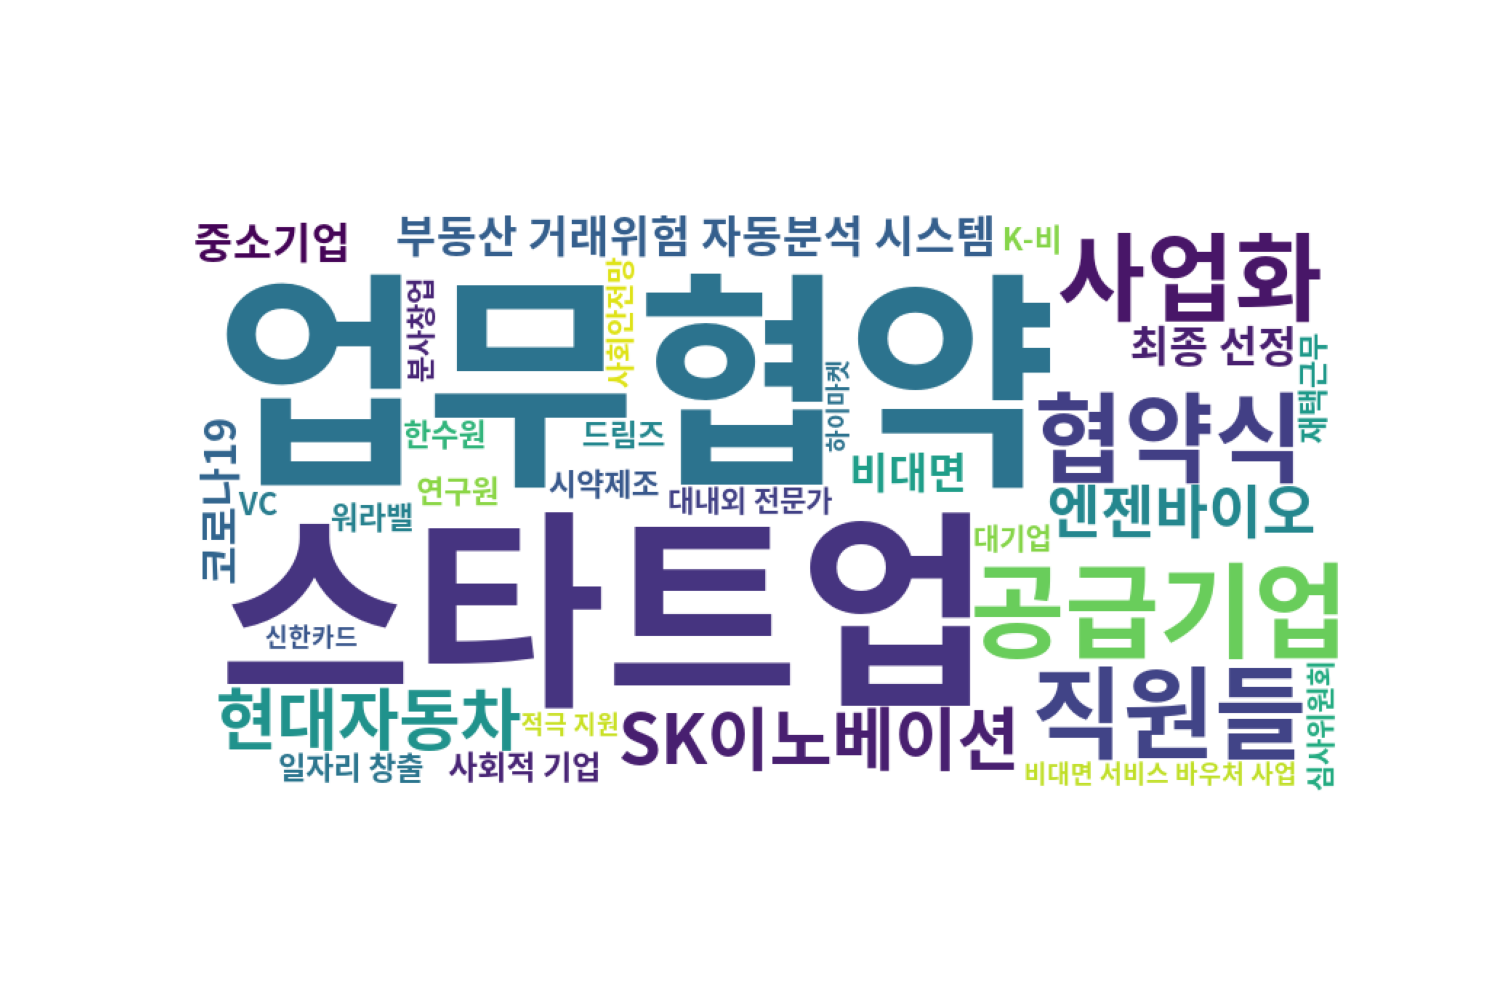 중소기업
부동산 거래위험 자동분석 시스템
K-비
사업화
업무협약
분사창업
사회안전망
하이마켓
최종 선정
재택근무
협약식
코로나19
한수원
드림즈
비대면
연구원
시약제조
대내외 전문가
VC
워라밸
엔젠바이오
스타트업
대기업
공급기업
신한카드
현대자동차
적극 지원
SK이노베이션
직원들
심사위원회
일자리 창출
사회적 기업
비대면 서비스 바우처 사업